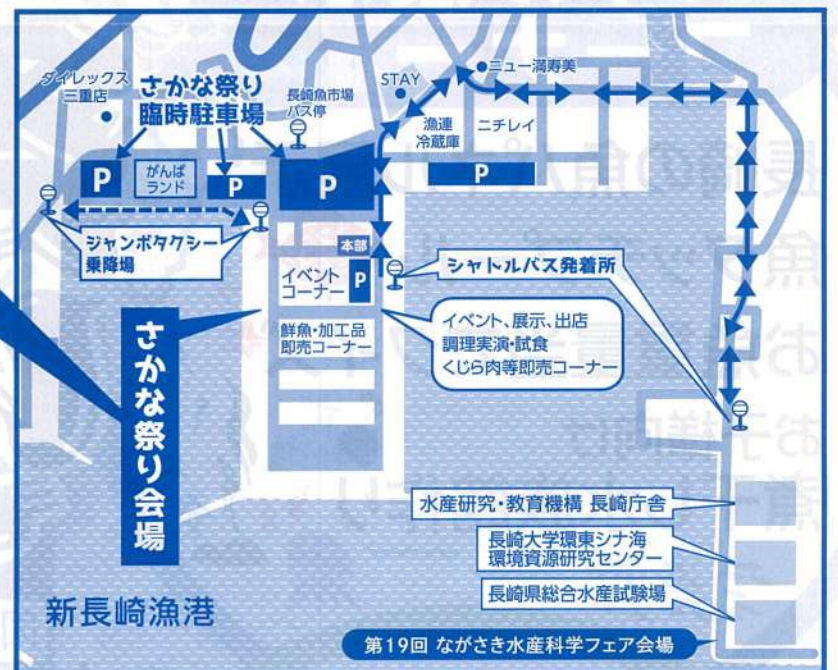 ダイレックス
三重店
さかな祭り
臨時駐車場
長崎魚市場
バス停
STAY
ニュー満寿美
漁連
冷蔵庫
ニチレイ
P
がんば
ランド
P
P
P
ジャンボタクシー
乗降場
本部
イベント
コーナー
P
シャトルバス発着所
鮮魚・加工品
即売コーナー
イベント、展示、出店
調理実演・試食
くじら肉等即売コーナー
さかな祭り会場
水産研究・教育機構 長崎庁舎
長崎大学環東シナ海
環境資源研究センター
長崎県総合水産試験場
新長崎漁港
第19回 ながさき水産科学フェア会場